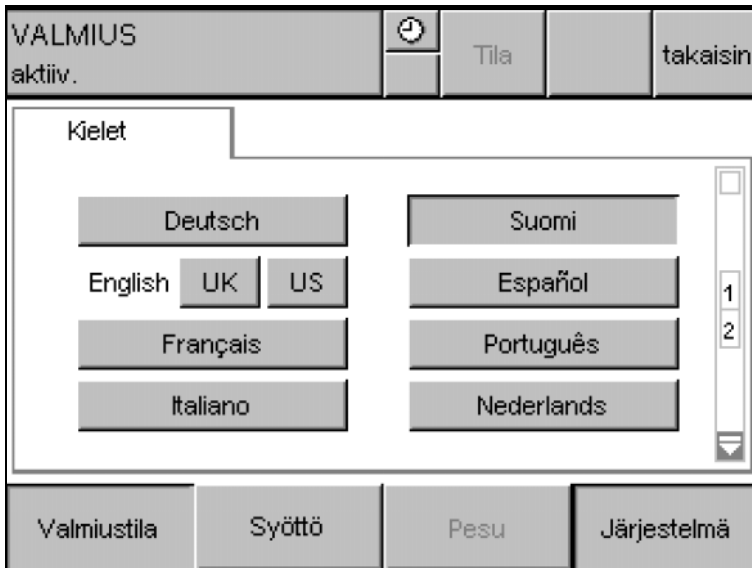 VALMIUS
aktiiv.
Tila
takaisin
Kielet
Deutsch
Suomi
English UK US
Español
Français
Português
Italiano
Nederlands
1
2
Valmiustila
Syöttö
Pesu
Järjestelmä